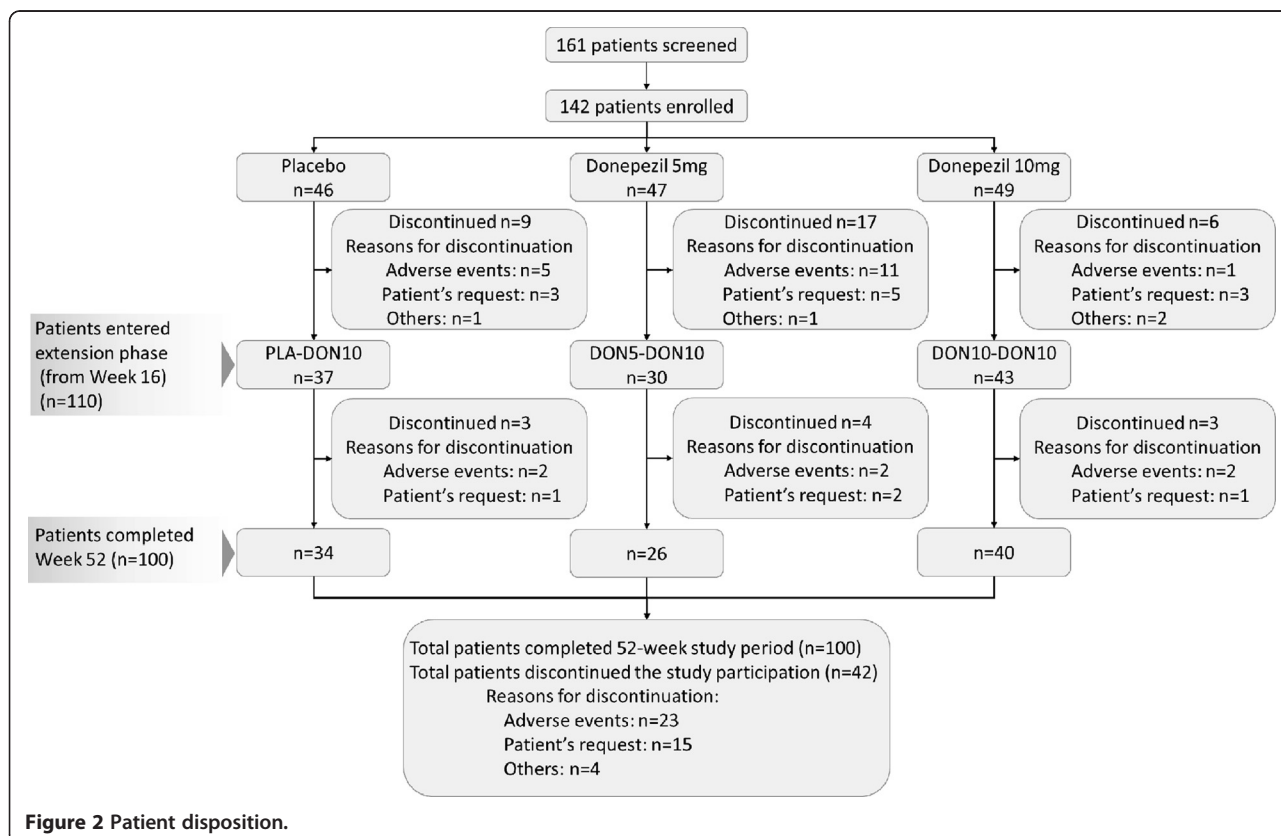 161 patients screened
142 patients enrolled
Placebo
n=46
Donepezil 5mg
n=47
Donepezil 10mg
n=49
Discontinued n=9
Reasons for discontinuation
Adverse events: n=5
Patient's request: n=3
Others: n=1
Discontinued n=17
Reasons for discontinuation
Adverse events: n=11
Patient's request: n=5
Others: n=1
Discontinued n=6
Reasons for discontinuation
Adverse events: n=1
Patient's request: n=3
Others: n=2
Patients entered
extension phase
(from Week 16)
(n=110)
PLA-DON10
n=37
DON5-DON10
n=30
DON10-DON10
n=43
Discontinued n=3
Reasons for discontinuation
Adverse events: n=2
Patient's request: n=1
Discontinued n=4
Reasons for discontinuation
Adverse events: n=2
Patient's request: n=2
Discontinued n=3
Reasons for discontinuation
Adverse events: n=2
Patient's request: n=1
Patients completed
Week 52 (n=100)
n=34
n=26
n=40
Total patients completed 52-week study period (n=100)
Total patients discontinued the study participation (n=42)
Reasons for discontinuation:
Adverse events: n=23
Patient's request: n=15
Others: n=4
Figure 2 Patient disposition.